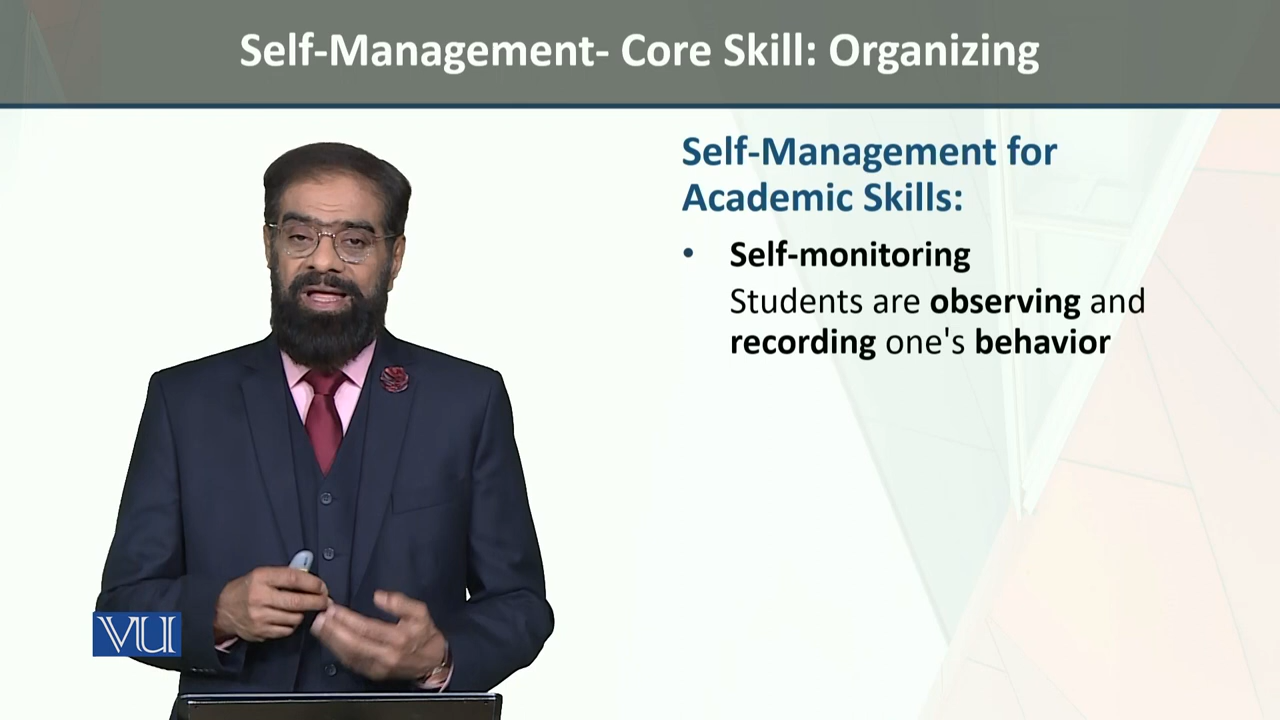 Self-Management- Core Skill: Organizing
Self-Management for
Academic Skills:
• Self-monitoring
Students are observing and
recording one's behavior
VU